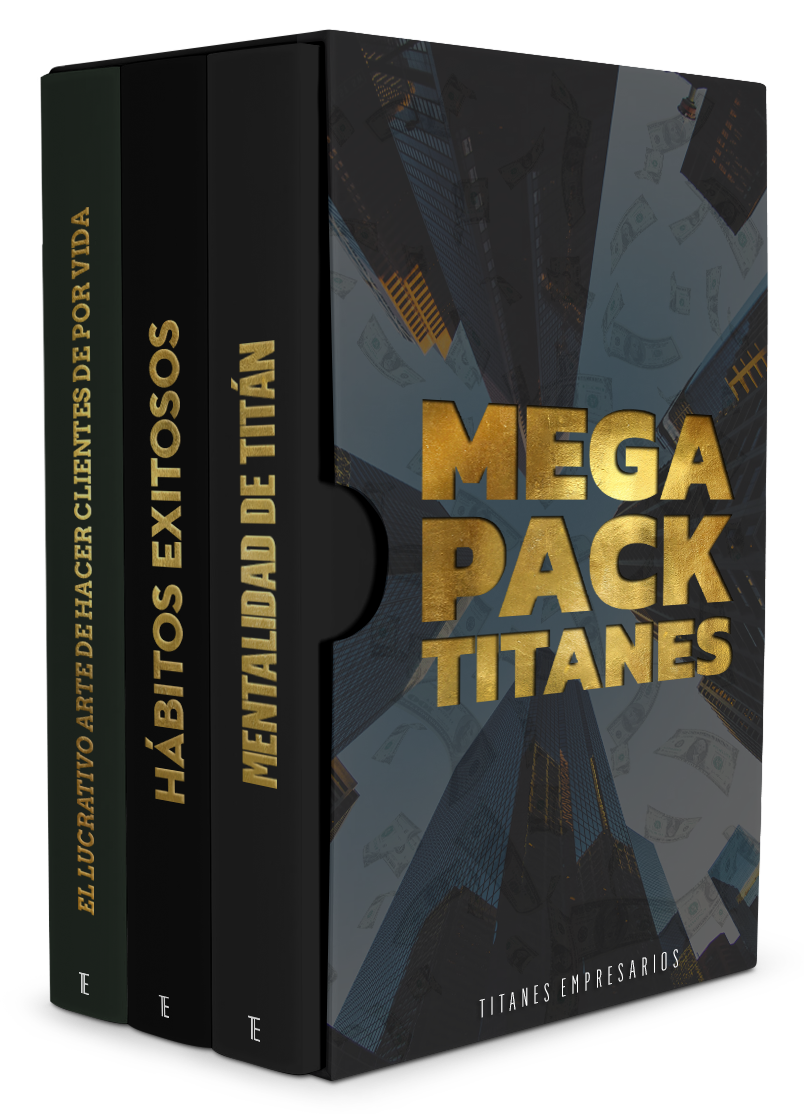 EL LUCRATIVO ARTE DE HACER CLIENTES DE POR VIDA
TE
HÁBITOS EXITOSOS
TE
MENTALIDAD DE TITÁN
TE
MEGA
PACK
TITANES
TITANES EMPRESARIOS